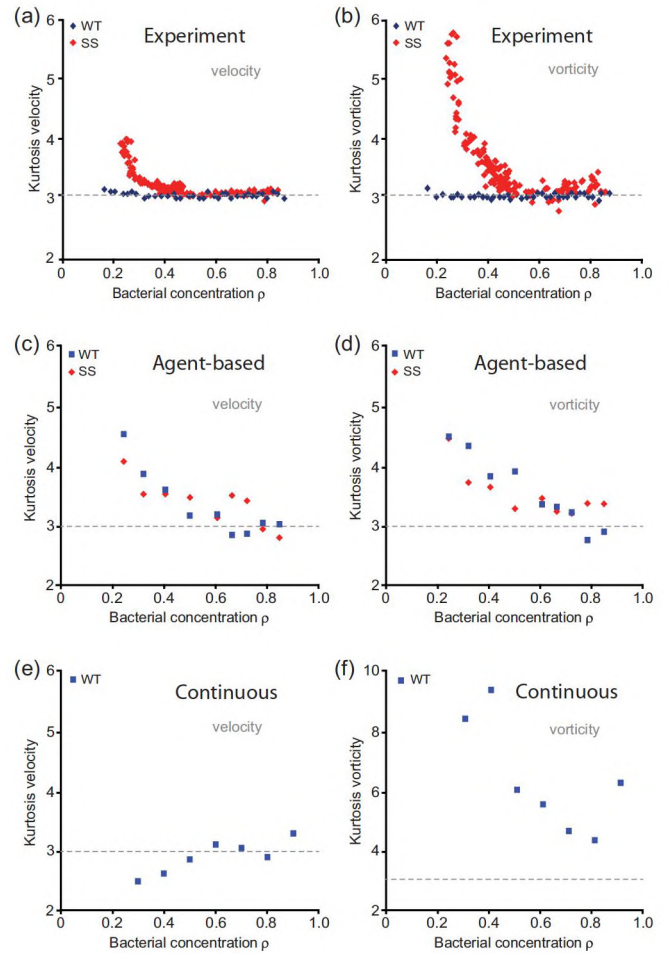 (a)
6
WT
SS
Experiment
velocity
5
4
3
2
Kurtosis velocity
0
0.2
0.4
0.6
0.8
1.0
Bacterial concentration ρ
(b)
6
WT
SS
Experiment
vorticity
5
4
3
2
Kurtosis vorticity
0
0.2
0.4
0.6
0.8
1.0
Bacterial concentration ρ
(c)
6
WT
SS
Agent-based
velocity
5
4
3
2
Kurtosis velocity
0
0.2
0.4
0.6
0.8
1.0
Bacterial concentration ρ
(d)
6
WT
SS
Agent-based
vorticity
5
4
3
2
Kurtosis vorticity
0
0.2
0.4
0.6
0.8
1.0
Bacterial concentration ρ
(e)
6
WT
Continuous
velocity
5
4
3
2
Kurtosis velocity
0
0.2
0.4
0.6
0.8
1.0
Bacterial concentration ρ
(f)
10
WT
Continuous
vorticity
8
6
4
2
Kurtosis vorticity
0
0.2
0.4
0.6
0.8
1.0
Bacterial concentration ρ